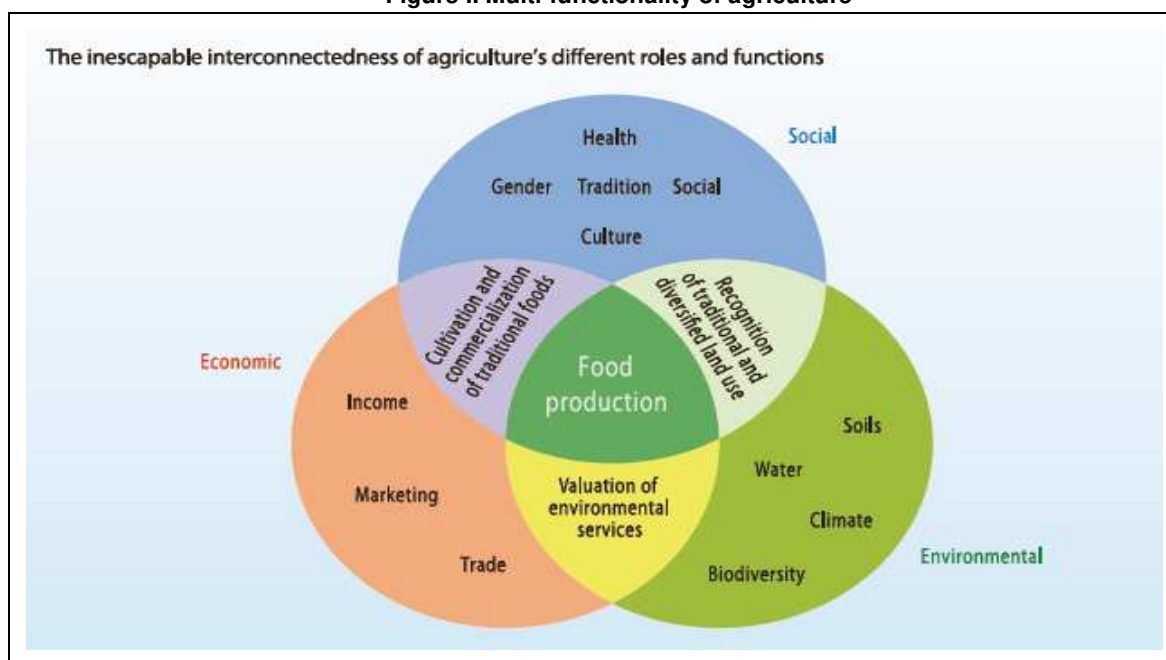 Figure I. Multi-functionality of agriculture
The inescapable interconnectedness of agriculture's different roles and functions
Social
Health
Gender Tradition Social
Culture
Cultivation and
commercialization
of traditional foods
Recognition
of traditional and
diversified land use
Economic
Food
production
Income
Soils
Water
Marketing
Valuation of
environmental
services
Climate
Trade
Environmental
Biodiversity